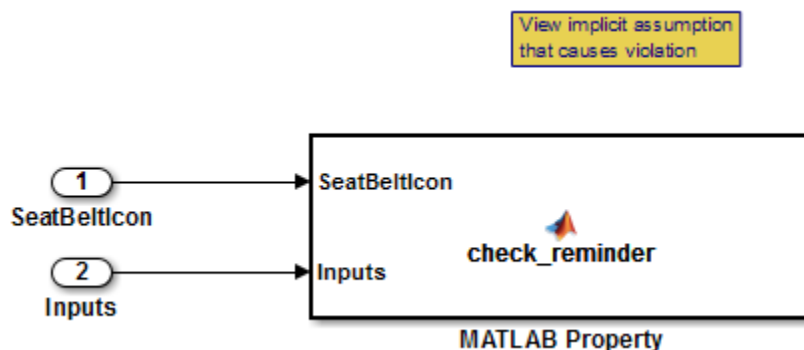 View implicit assumption
that causes violation
1
SeatBeltIcon
SeatBeltIcon
check_reminder
2
Inputs
Inputs
MATLAB Property